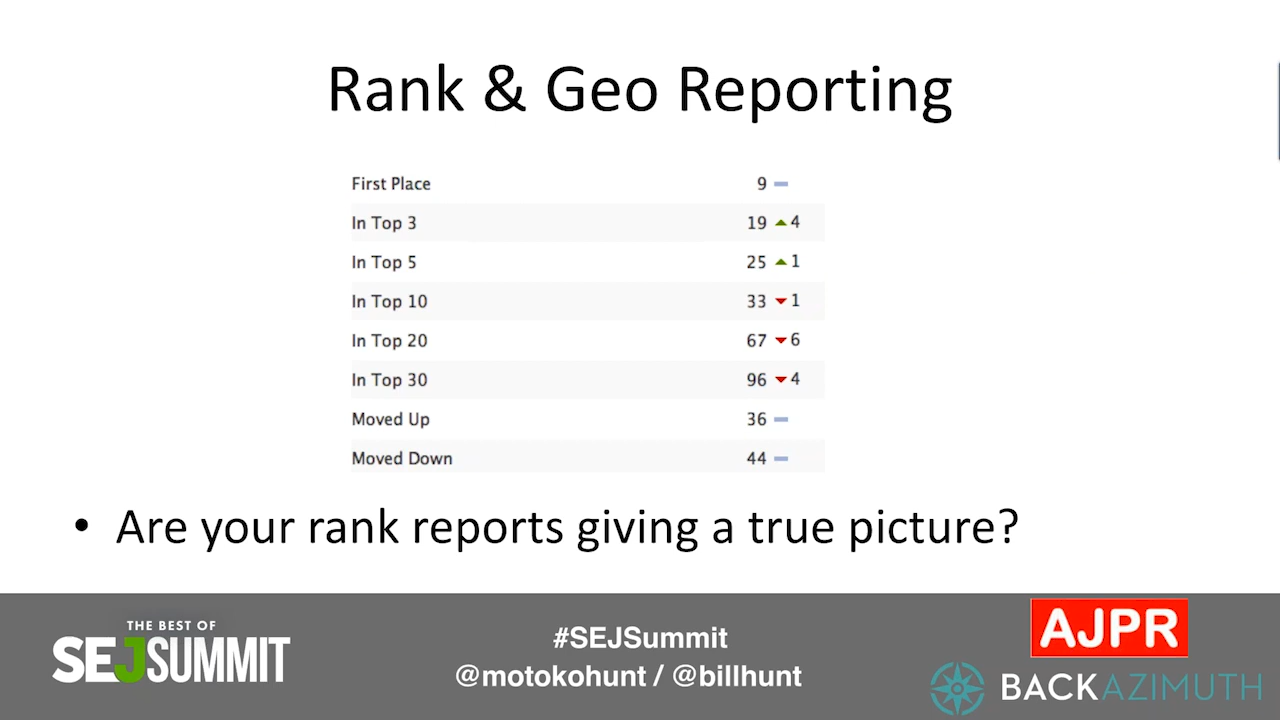 Rank & Geo Reporting
First Place 9
In Top 3 19 4
In Top 5 25 1
In Top 10 33 1
In Top 20 67 6
In Top 30 96 4
Moved Up 36
Moved Down 44
• Are your rank reports giving a true picture?
THE BEST OF
SEJSUMMIT
#SEJSummit
@motokohunt / @billhunt
AJPR
BACKAZIMUTH